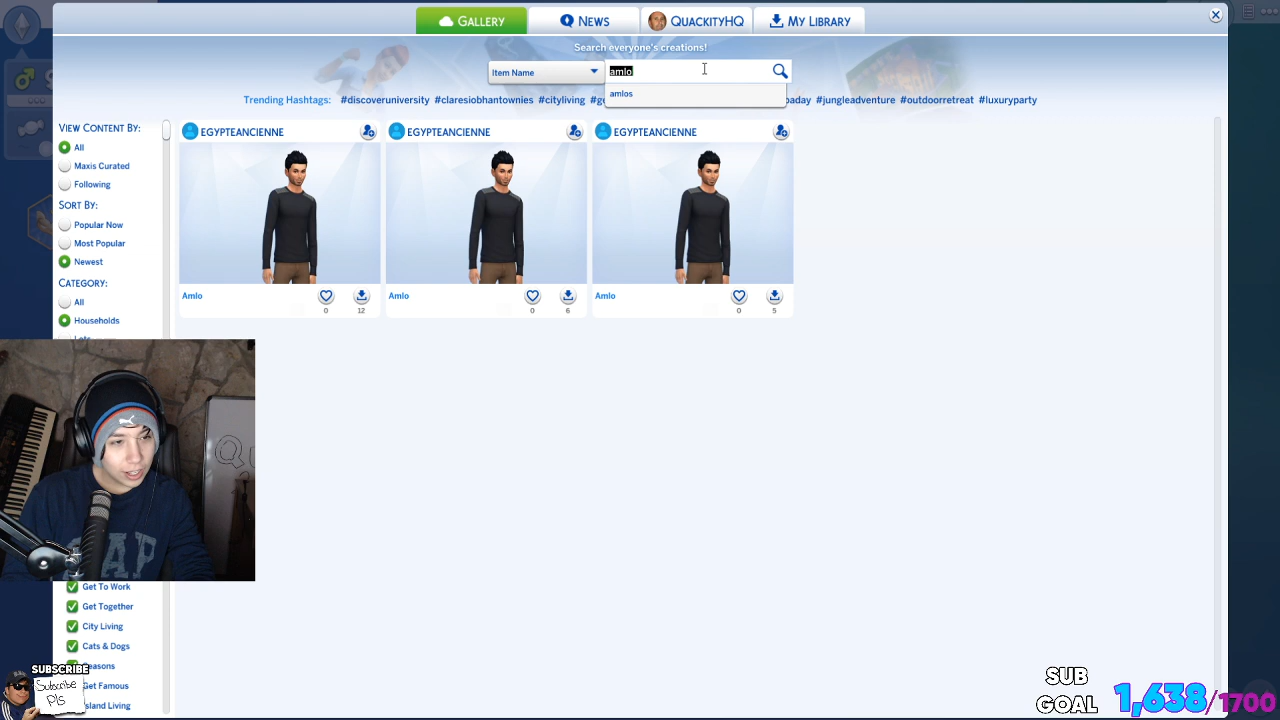 GALLERY
NEWS
QUACKITYHQ
MY LIBRARY
Search everyone's creations!
Item Name
amlo
amlos
Trending Hashtags: #discoveruniversity #claresiobhantownies #cityliving #g
aday #jungleadventure #outdoorretreat #luxuryparty
VIEW CONTENT BY:
All
Maxis Curated
Following
SORT BY:
Popular Now
Most Popular
Newest
CATEGORY:
All
Households
EGYPTEANCIENNE
EGYPTEANCIENNE
EGYPTEANCIENNE
Amlo
0
12
Amlo
0
6
Amlo
0
5
GAP
Get To Work
Get Together
City Living
Cats & Dogs
Seasons
Get Famous
Island Living
SUBSCRIBE
Subscribe
Pls
SUB
GOAL
1,638/1700